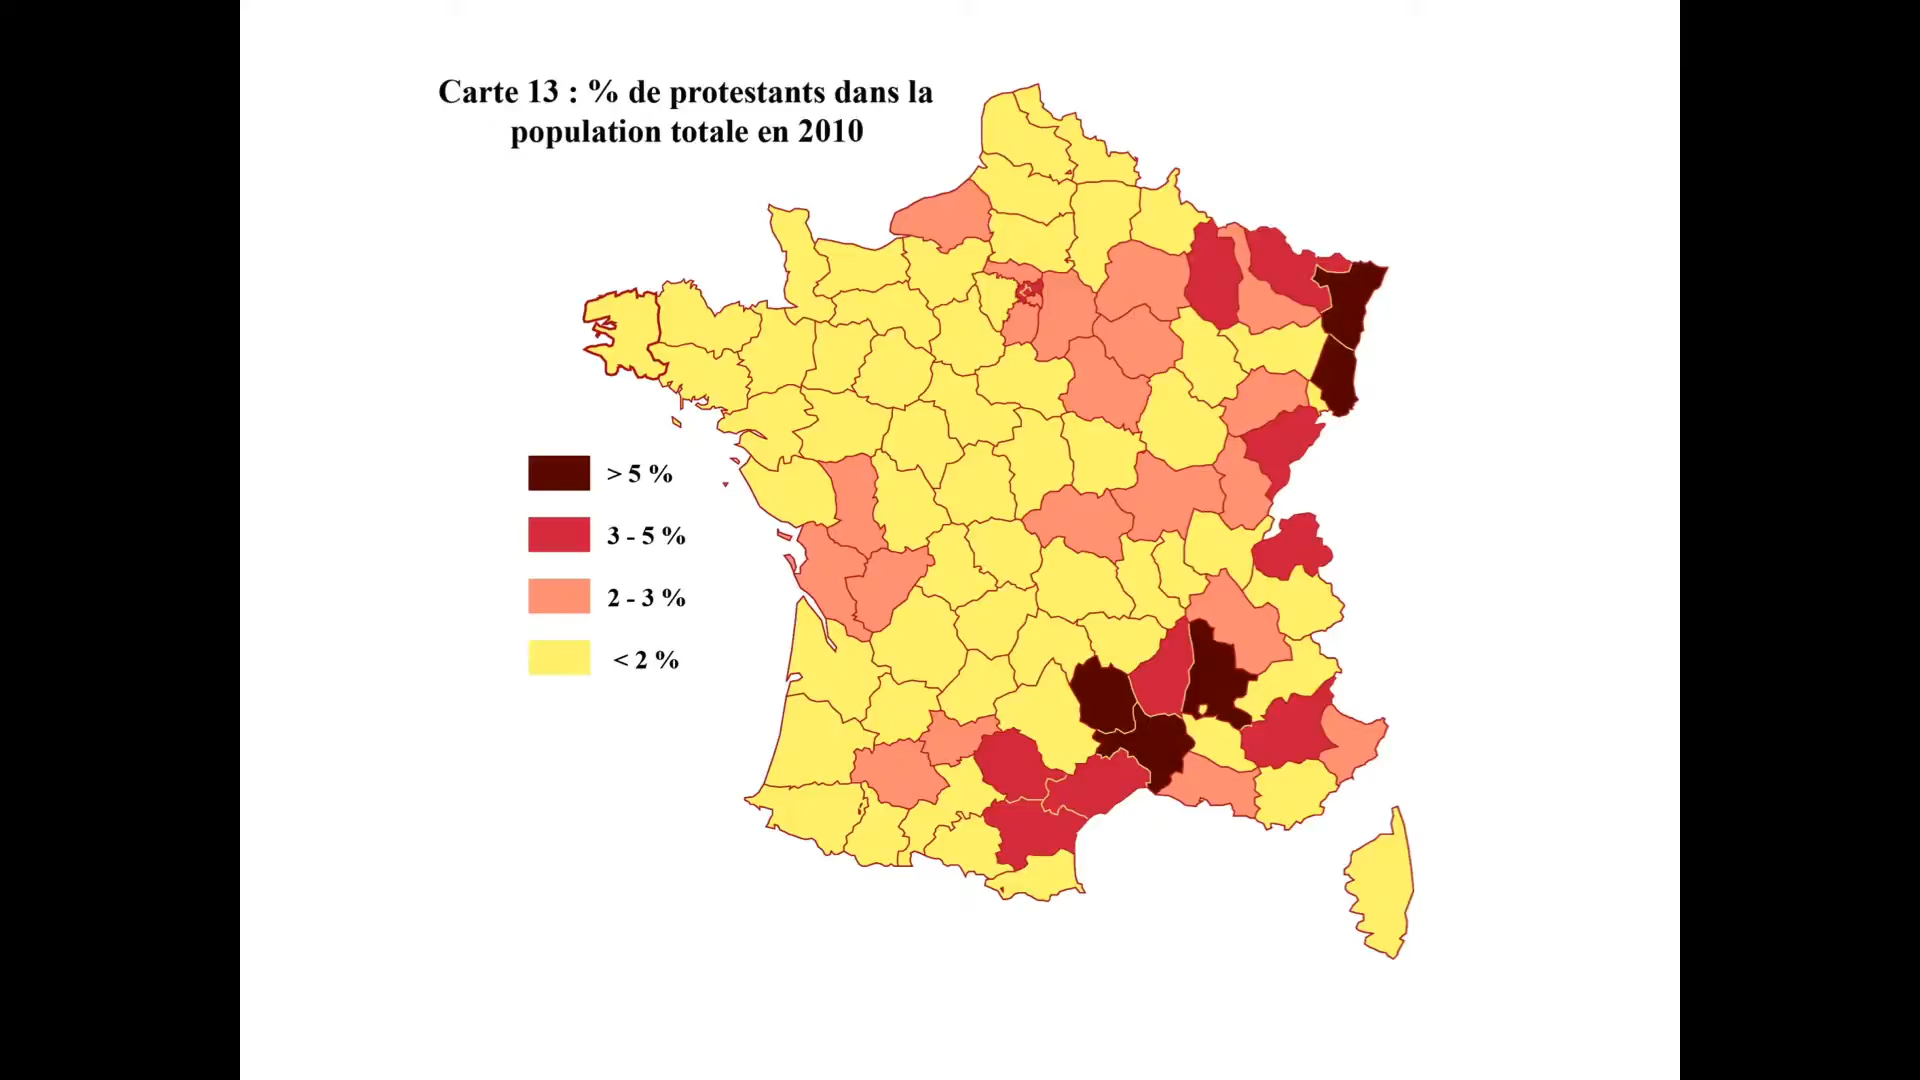 Carte 13 : % de protestants dans la
population totale en 2010
> 5 %
3 - 5 %
2 - 3 %
< 2 %